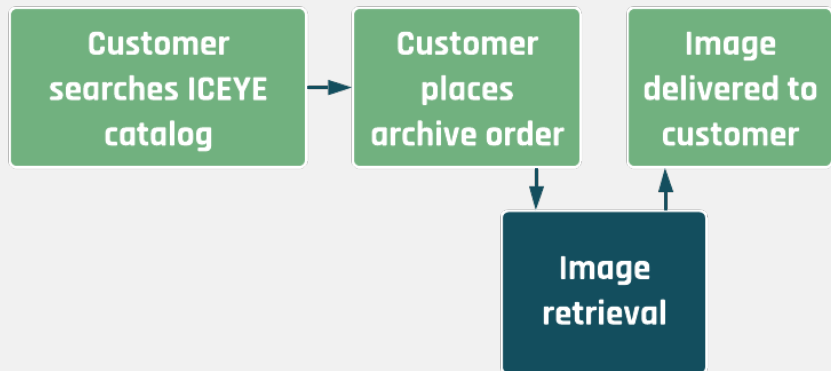 Customer
searches ICEYE
catalog
Customer
places
archive order
Image
retrieval
Image
delivered to
customer